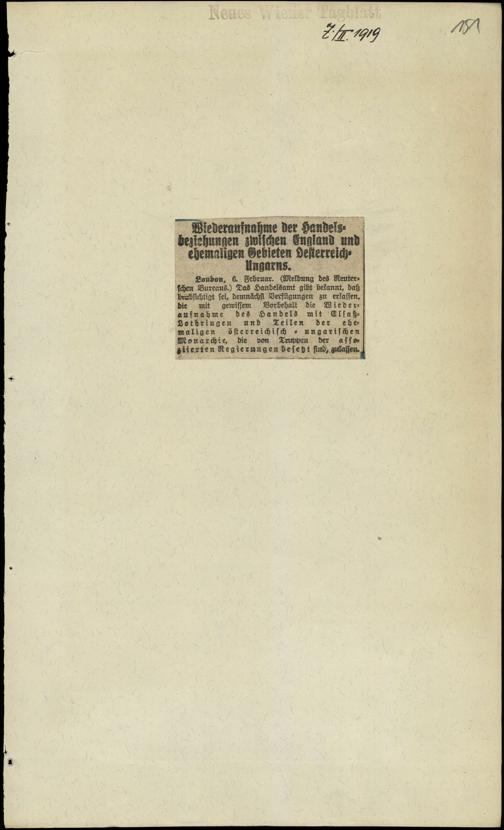 Neues Wiener Tagblatt
7./II. 1919
151
Wiederaufnahme der Handels-
beziehungen zwischen England und
ehemaligen Gebieten Oesterreich-
Ungarns.
London, 6. Februar. (Meldung des Reuter-
schen Bureaus.) Das Handelsamt gibt bekannt, daß
beabsichtigt sei, demnächst Verfügungen zu erlassen,
die mit gewissem Vorbehalt die Wieder-
aufnahme des Handels mit Elsaß-
Lothringen und Teilen der ehe-
maligen österreichisch-ungarischen
Monarchie, die von Truppen der asso-
ziierten Regierungen besetzt sind, zulassen.